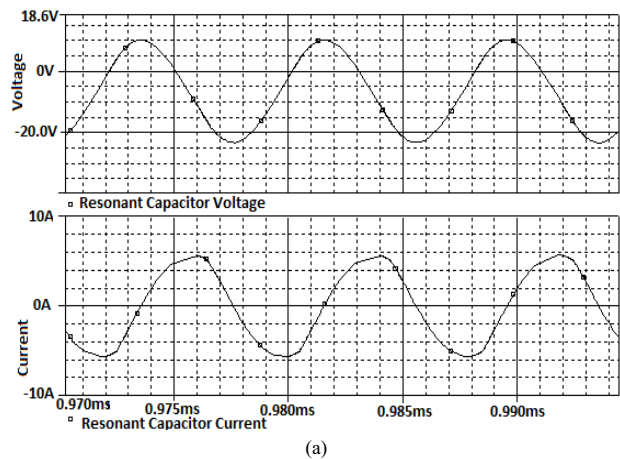 18.6V
Voltage
0V
-20.0V
Resonant Capacitor Voltage
10A
0A
Current
-10A
0.970ms 0.975ms 0.980ms 0.985ms 0.990ms
Resonant Capacitor Current
(a)